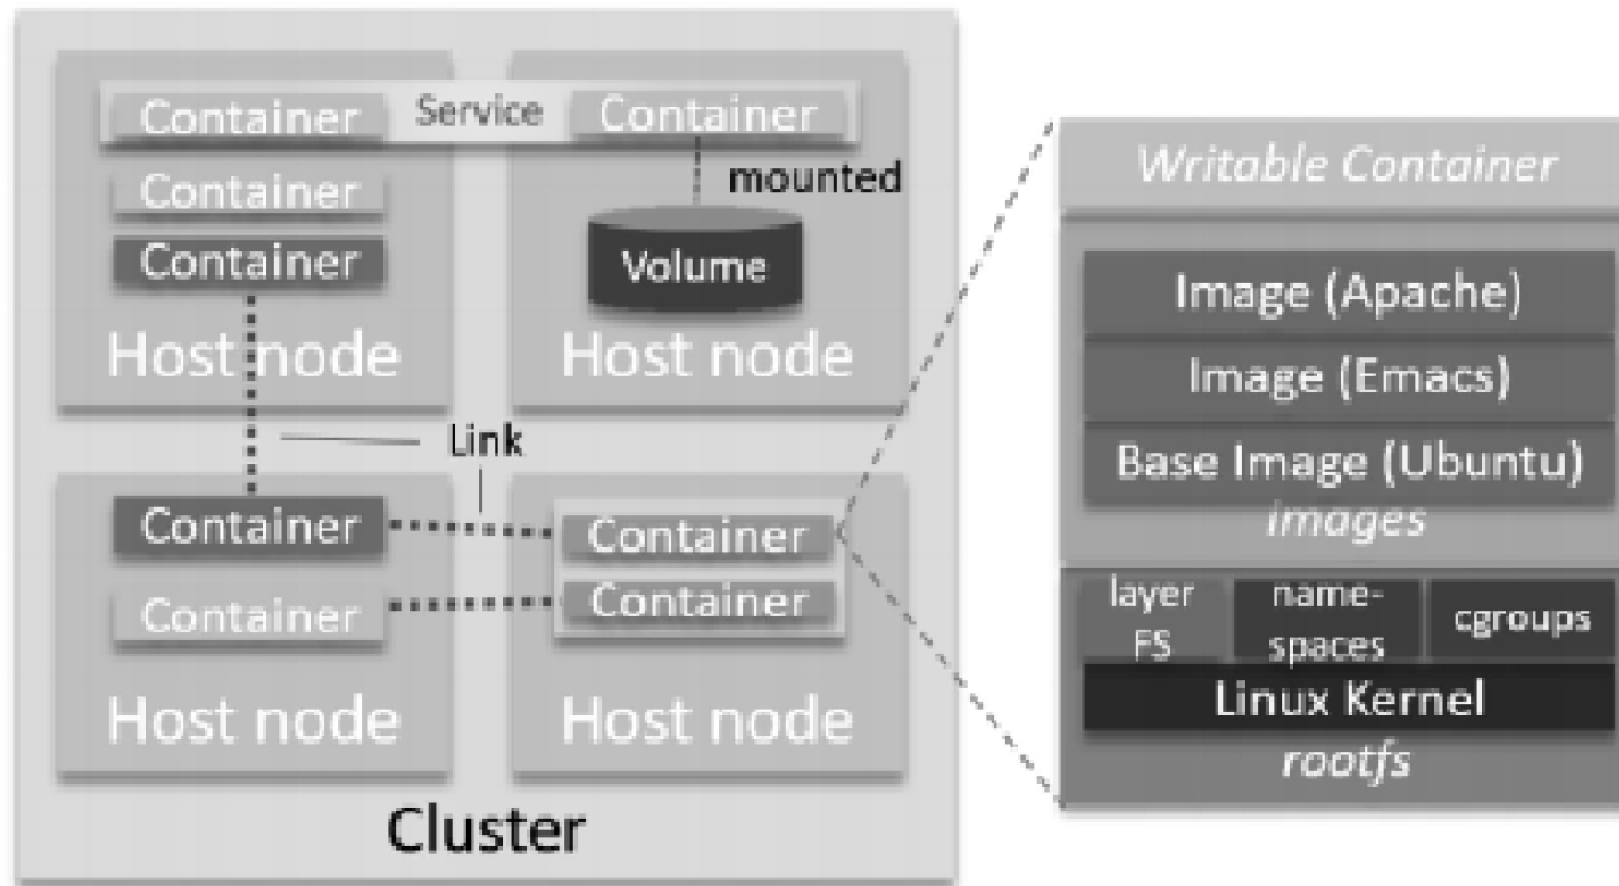 Container Service Container
Container
mounted
Container
Volume
Host node
Host node
Link
Container
Container
Container
Container
Host node
Host node
Cluster
Writable Container
Image (Apache)
Image (Emacs)
Base Image (Ubuntu)
images
layer
FS
name-
spaces
cgroups
Linux Kernel
rootfs